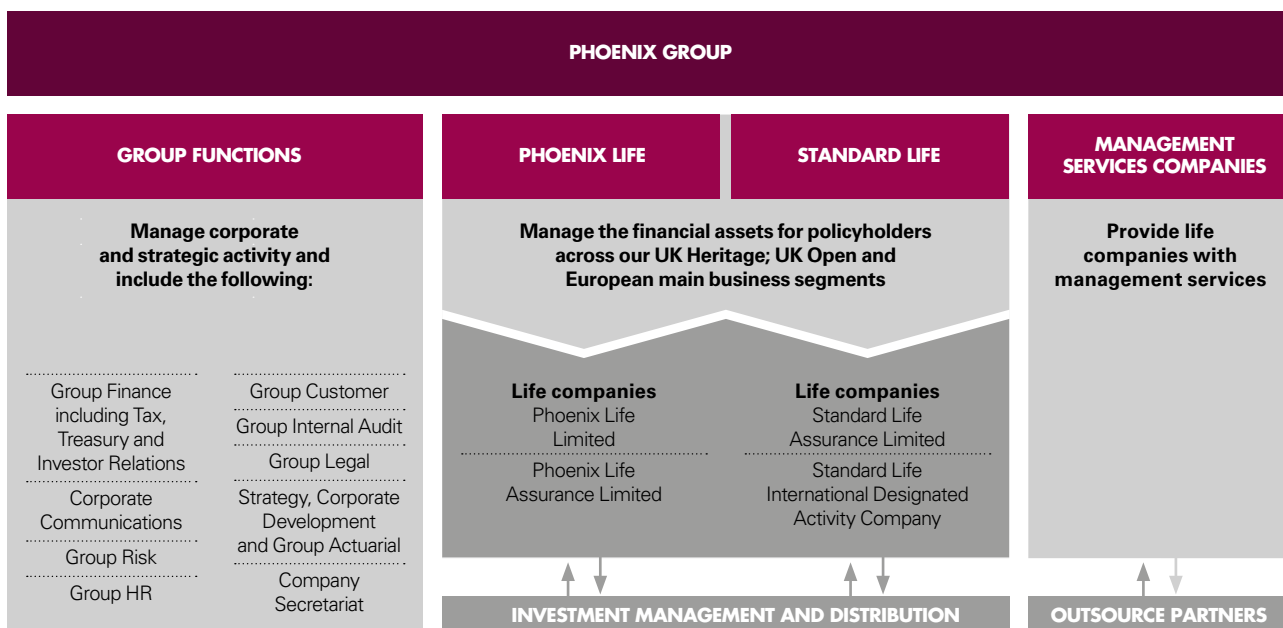 PHOENIX GROUP
GROUP FUNCTIONS
Manage corporate
and strategic activity and
include the following:
Group Finance
including Tax,
Treasury and
Investor Relations
Corporate
Communications
Group Risk
Group HR
Group Customer
Group Internal Audit
Group Legal
Strategy, Corporate
Development
and Group Actuarial
Company
Secretariat
PHOENIX LIFE
STANDARD LIFE
Manage the financial assets for policyholders
across our UK Heritage; UK Open and
European main business segments
Life companies
Phoenix Life
Limited
Phoenix Life
Assurance Limited
Life companies
Standard Life
Assurance Limited
Standard Life
International Designated
Activity Company
INVESTMENT MANAGEMENT AND DISTRIBUTION
MANAGEMENT
SERVICES COMPANIES
Provide life
companies with
management services
OUTSOURCE PARTNERS